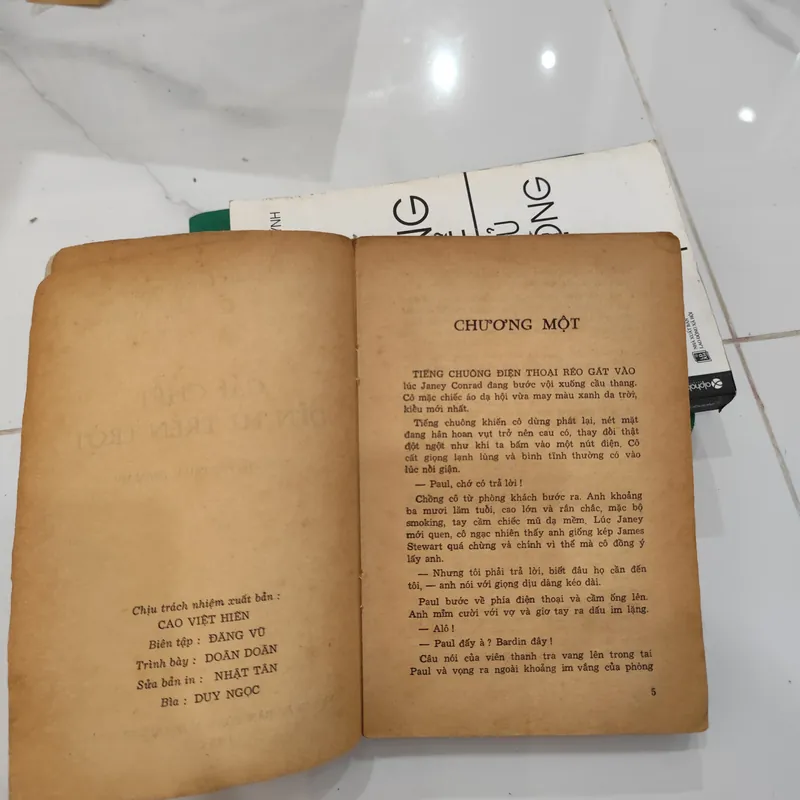 Chịu trách nhiệm xuất bản :
CAO VIỆT HIỀN
Biên tập : ĐĂNG VŨ
Trình bày : DOÃN DOÃN
Sửa bản in : NHẬT TÂN
Bìa : DUY NGỌC
CHƯƠNG MỘT
TIẾNG CHUÔNG ĐIỆN THOẠI RÉO GẮT VÀO
lúc Janey Conrad đang bước vội xuống cầu thang.
Cô mặc chiếc áo dạ hội vừa may màu xanh da trời,
kiểu mới nhất.
Tiếng chuông khiến cô dừng phắt lại, nét mặt
đang hân hoan vụt trở nên cau có, thay đổi thật
đột ngột như khi ta bấm vào một nút điện. Cô
cất giọng lạnh lùng và bình tĩnh thường có vào
lúc nổi giận.
— Paul, chớ có trả lời !
Chồng cô từ phòng khách bước ra. Anh khoảng
ba mươi lăm tuổi, cao lớn và rắn chắc, mặc bộ
smoking, tay cầm chiếc mũ dạ mềm. Lúc Janey
mới quen, cô ngạc nhiên thấy anh giống kép James
Stewart quá chừng và chính vì thế mà cô đồng ý
lấy anh.
— Nhưng tôi phải trả lời, biết đâu họ cần đến
tôi, — anh nói với giọng dịu dàng kéo dài.
Paul bước về phía điện thoại và cầm ống lên.
Anh mỉm cười với vợ và giơ tay ra dấu im lặng.
— Alô !
— Paul đấy à ? Bardin đây !
Câu nói của viên thanh tra vang lên trong tai
Paul và vọng ra ngoài khoảng im vắng của phòng
5